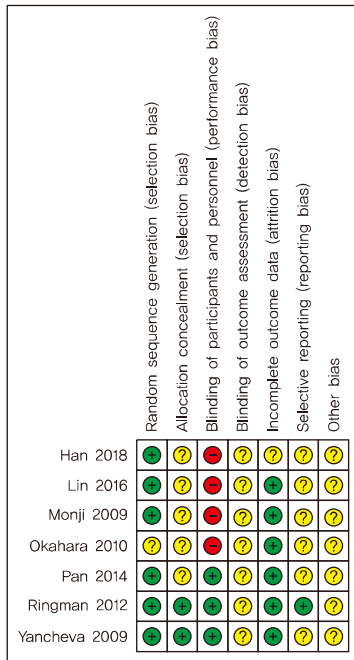 Random sequence generation (selection bias)
Allocation concealment (selection bias)
Blinding of participants and personnel (performance bias)
Blinding of outcome assessment (detection bias)
Incomplete outcome data (attrition bias)
Selective reporting (reporting bias)
Other bias
Han 2018 + ? - ? ? ? ?
Lin 2016 + ? - ? + ? ?
Monji 2009 + ? - ? + ? ?
Okahara 2010 ? ? - ? + ? ?
Pan 2014 + ? + ? + ? ?
Ringman 2012 + + + ? + + ?
Yancheva 2009 + + + ? + ? ?